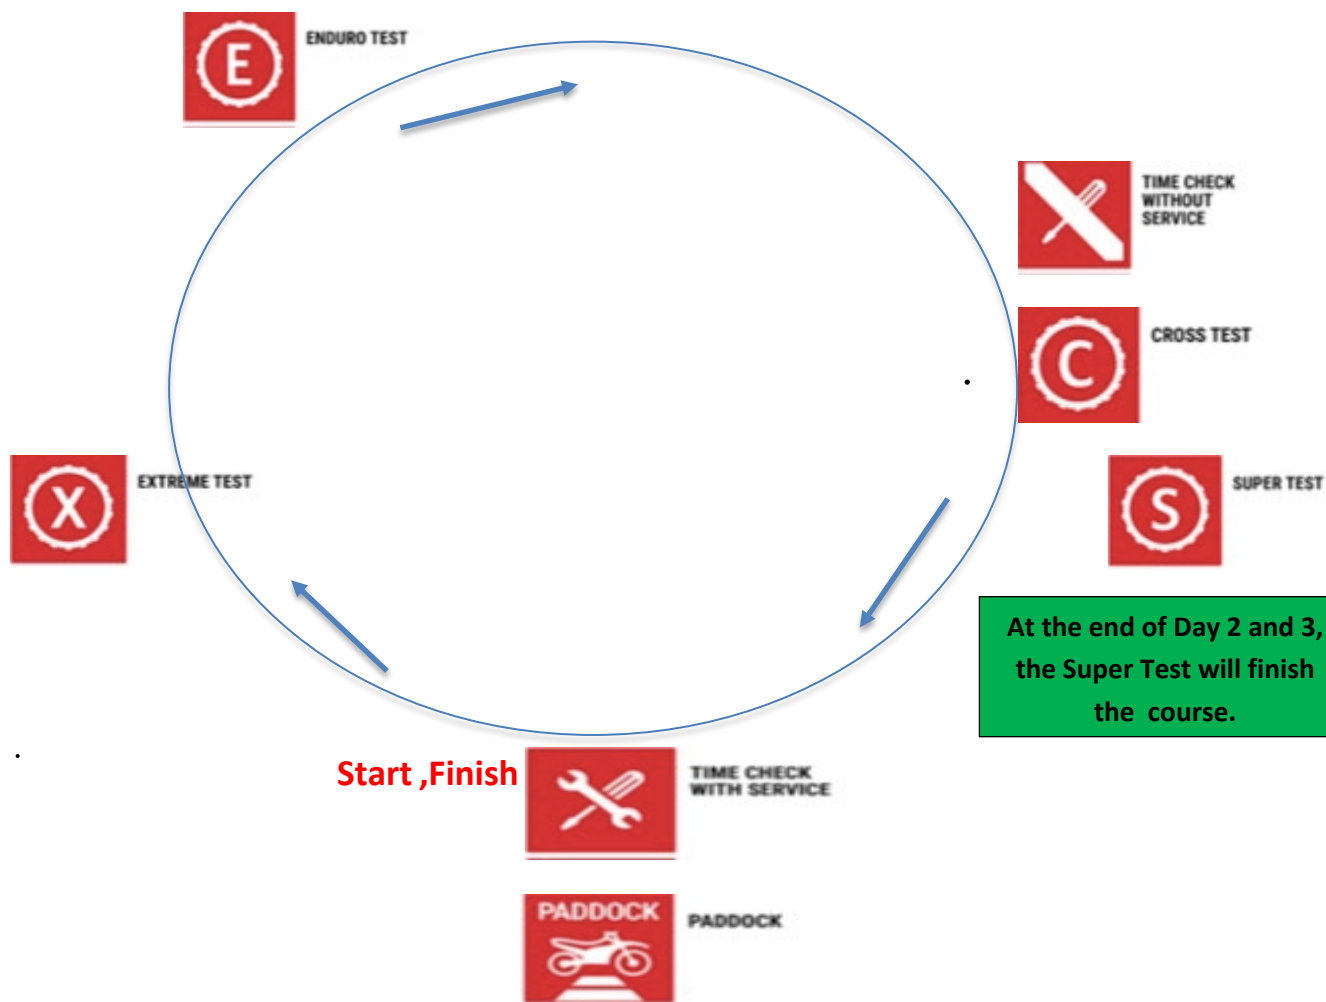 E
ENDURO TEST
TIME CHECK
WITHOUT
SERVICE
C
CROSS TEST
X
EXTREME TEST
S
SUPER TEST
At the end of Day 2 and 3,
the Super Test will finish
the course.
Start ,Finish
TIME CHECK
WITH SERVICE
PADDOCK
PADDOCK